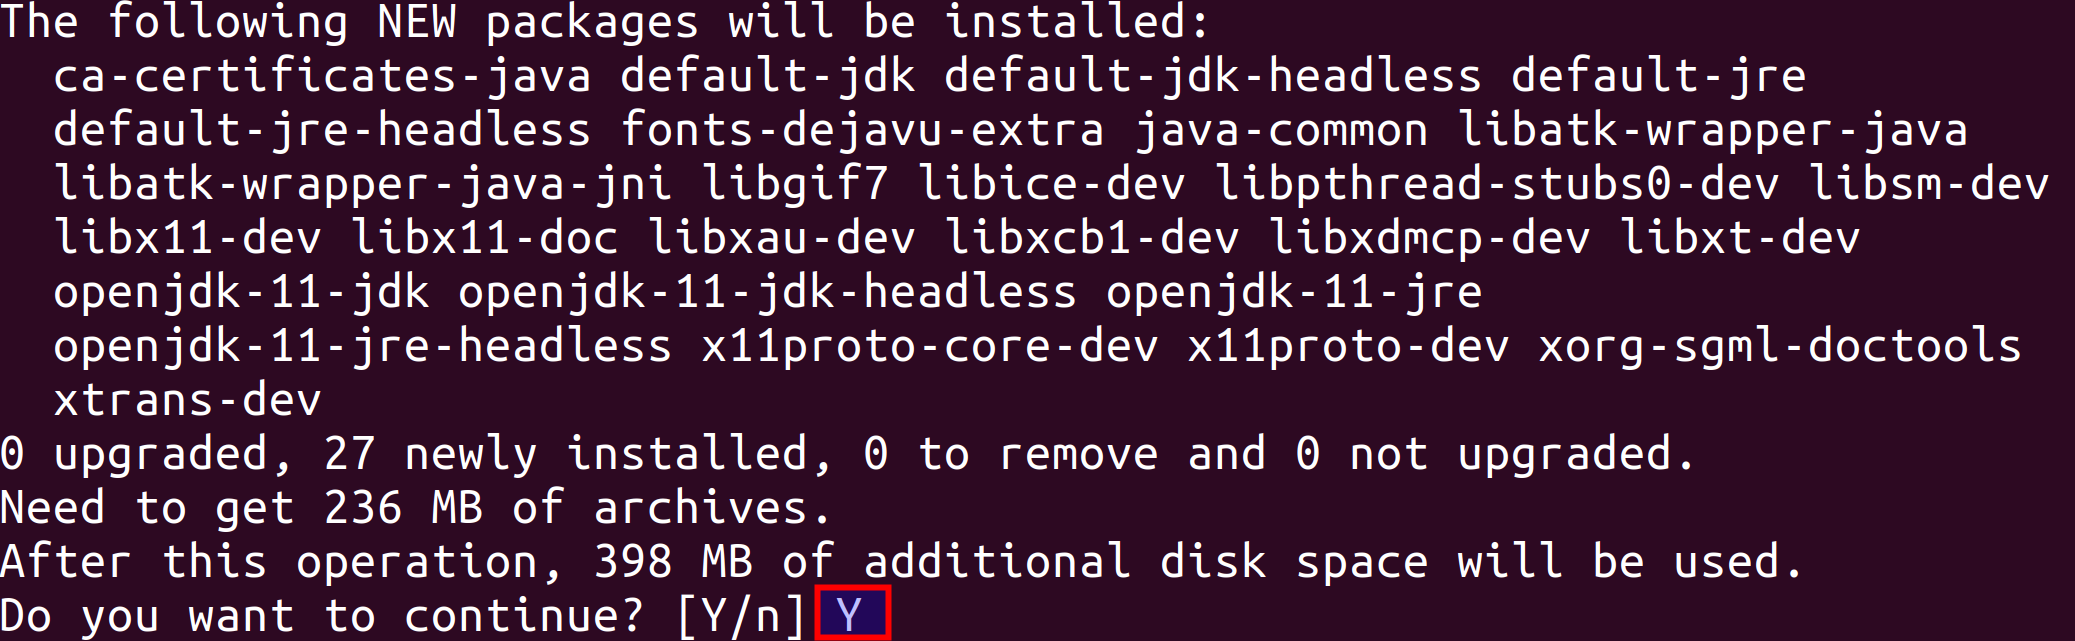 The following NEW packages will be installed:
ca-certificates-java default-jdk default-jdk-headless default-jre
default-jre-headless fonts-dejavu-extra java-common libatk-wrapper-java
libatk-wrapper-java-jni libgif7 libice-dev libpthread-stubs0-dev libsm-dev
libx11-dev libx11-doc libxau-dev libxcb1-dev libxdmcp-dev libxt-dev
openjdk-11-jdk openjdk-11-jdk-headless openjdk-11-jre
openjdk-11-jre-headless x11proto-core-dev x11proto-dev xorg-sgml-doctools
xtrans-dev
0 upgraded, 27 newly installed, 0 to remove and 0 not upgraded.
Need to get 236 MB of archives.
After this operation, 398 MB of additional disk space will be used.
Do you want to continue? [Y/n] Y